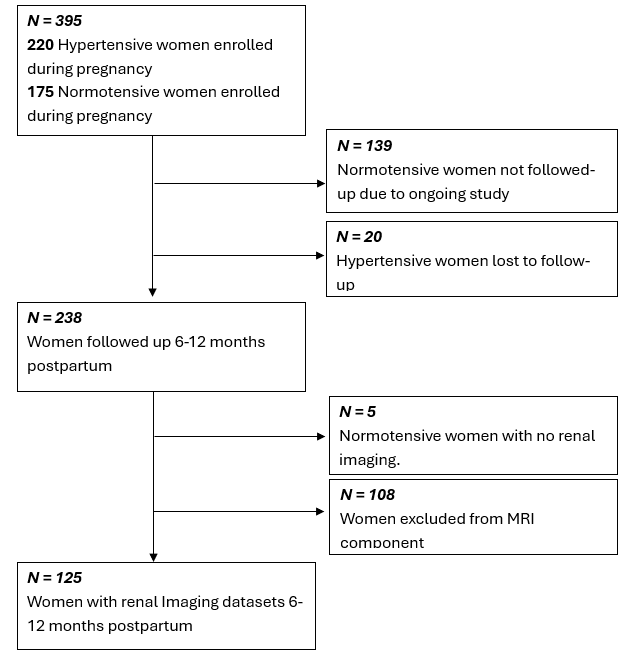 N = 395
220 Hypertensive women enrolled
during pregnancy
175 Normotensive women enrolled
during pregnancy
N = 139
Normotensive women not followed-
up due to ongoing study
N = 20
Hypertensive women lost to follow-
up
N = 238
Women followed up 6-12 months
postpartum
N = 5
Normotensive women with no renal
imaging.
N = 108
Women excluded from MRI
component
N = 125
Women with renal Imaging datasets 6-
12 months postpartum